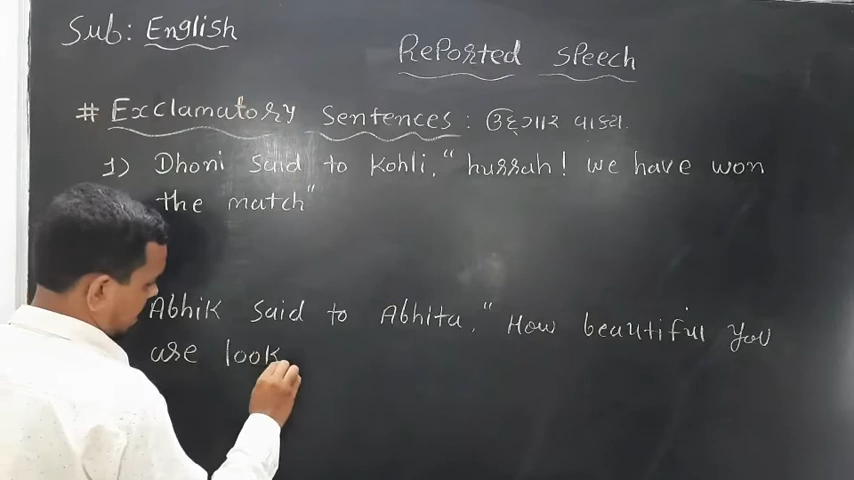 Sub: English
Reported Speech
# Exclamatory Sentences: ઉદ્દગાર વાક્ય.
1) Dhoni said to Kohli, "hurrah! we have won
the match"
Abhik said to Abhita, "How beautiful you
are look